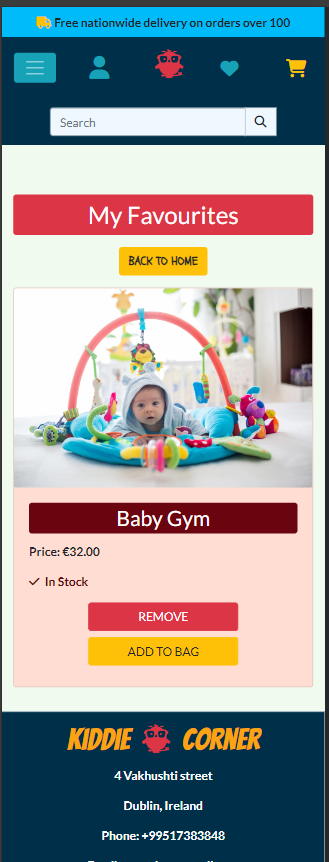 Free nationwide delivery on orders over 100
Search
My Favourites
BACK TO HOME
Baby Gym
Price: €32.00
In Stock
REMOVE
ADD TO BAG
KIDDIE CORNER
4 Vakhushti street
Dublin, Ireland
Phone: +99517383848